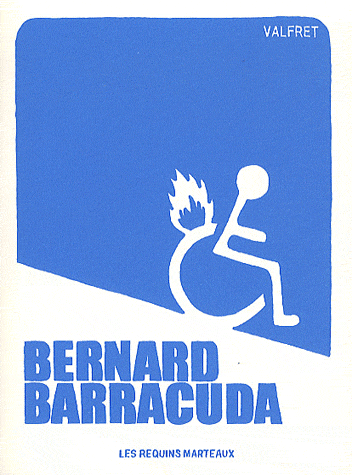 VALFRET
BERNARD
BARRACUDA
LES REQUINS MARTEAUX